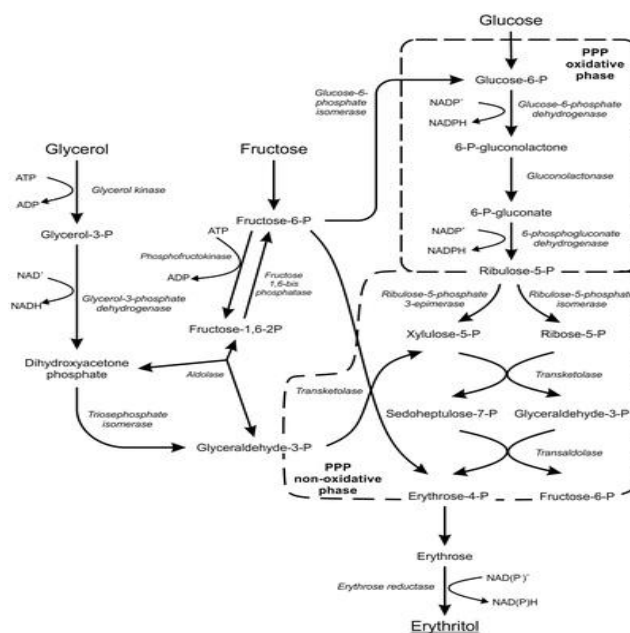 Glucose
PPP
oxidative
phase
Glucose-6-
phosphate
isomerase
Glucose-6-P
NADP+
NADPH
Glucose-6-phosphate
dehydrogenase
Glycerol
Fructose
6-P-gluconolactone
ATP
ADP
Glycerol kinase
Gluconolactonase
Glycerol-3-P
Fructose-6-P
6-P-gluconate
ATP
ADP
Phosphofruktokinase
NADP+
NADPH
6-phosphogluconate
dehydrogenase
NAD+
NADH
Glycerol-3-phosphate
dehydrogenase
Fructose
1,6-bis
phosphatase
Ribulose-5-P
Ribulose-5-phosphate
3-epimerase
Ribulose-5-phosphate
isomerase
Fructose-1,6-2P
Xylulose-5-P
Ribose-5-P
Dihydroxyacetone
phosphate
Aldolase
Transketolase
Transketolase
Triosephosphate
isomerase
Sedoheptulose-7-P
Glyceraldehyde-3-P
Glyceraldehyde-3-P
Transaldolase
PPP
non-oxidative
phase
Erythrose-4-P
Fructose-6-P
Erythrose
Erythrose reductase
NAD(P)+
NAD(P)H
Erythritol